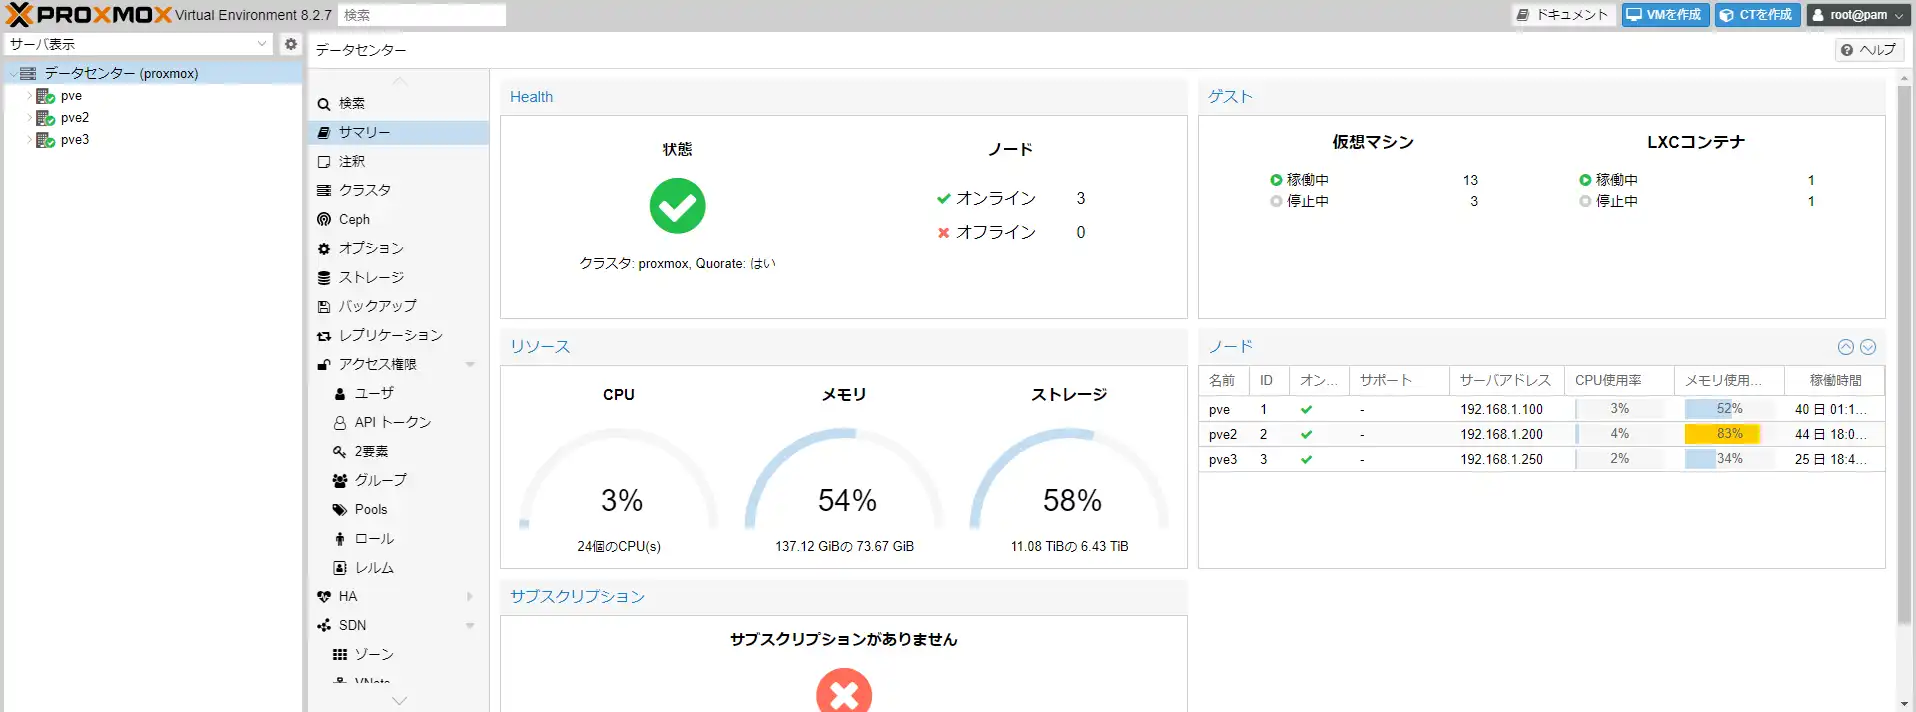 PROXMOX Virtual Environment 8.2.7 検索 ドキュメント VMを作成 CTを作成 root@pam
サーバ表示
データセンター (proxmox)
pve
pve2
pve3
データセンター ヘルプ
検索
サマリー
注釈
クラスタ
Ceph
オプション
ストレージ
バックアップ
レプリケーション
アクセス権限
ユーザ
API トークン
2要素
グループ
Pools
ロール
レルム
HA
SDN
ゾーン
VNets
Health
状態 ノード
オンライン 3
オフライン 0
クラスタ: proxmox, Quorate: はい
ゲスト
仮想マシン LXCコンテナ
稼働中 13 稼働中 1
停止中 3 停止中 1
リソース
CPU メモリ ストレージ
3% 54% 58%
24個のCPU(s) 137.12 GiBの 73.67 GiB 11.08 TiBの 6.43 TiB
ノード
名前 ID オン... サポート サーバアドレス CPU使用率 メモリ使用... 稼働時間
pve 1 - 192.168.1.100 3% 52% 40 日 01:1...
pve2 2 - 192.168.1.200 4% 83% 44 日 18:0...
pve3 3 - 192.168.1.250 2% 34% 25 日 18:4...
サブスクリプション
サブスクリプションがありません